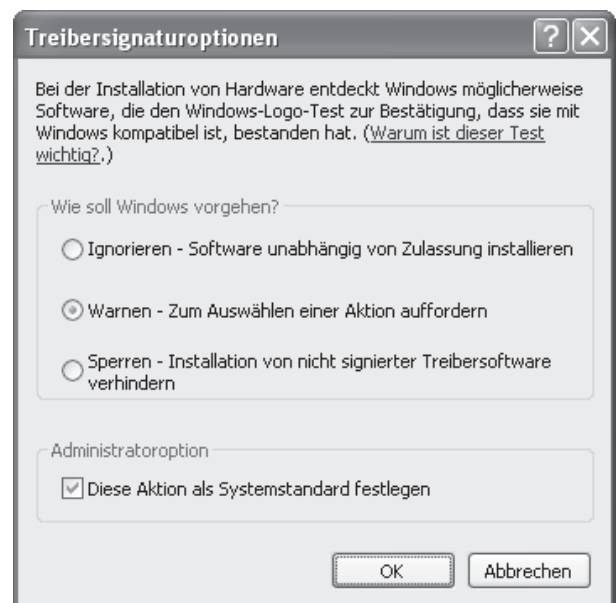 Treibersignaturoptionen
Bei der Installation von Hardware entdeckt Windows möglicherweise
Software, die den Windows-Logo-Test zur Bestätigung, dass sie mit
Windows kompatibel ist, bestanden hat. (Warum ist dieser Test
wichtig?.)
Wie soll Windows vorgehen?
Ignorieren - Software unabhängig von Zulassung installieren
Warnen - Zum Auswählen einer Aktion auffordern
Sperren - Installation von nicht signierter Treibersoftware
verhindern
Administratoroption
Diese Aktion als Systemstandard festlegen
OK Abbrechen